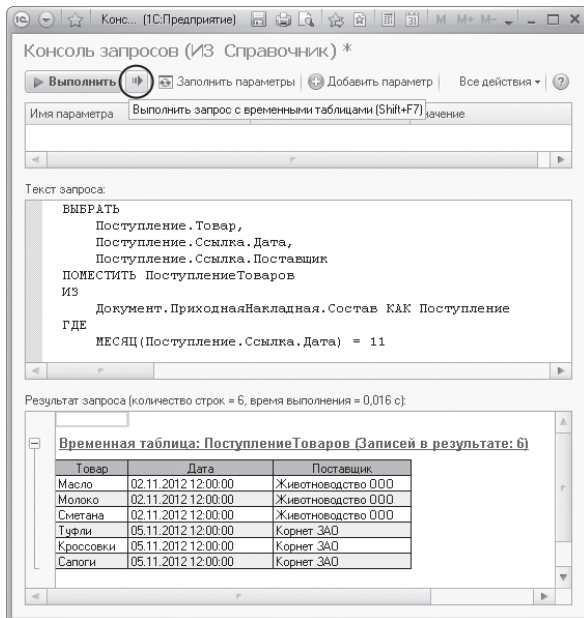 Конс... (1С:Предприятие) M M+ M-
Консоль запросов (ИЗ Справочник) *
Выполнить Заполнить параметры Добавить параметр Все действия
Имя параметра Выполнить запрос с временными таблицами (Shift+F7) начение
Текст запроса:
ВЫБРАТЬ
Поступление.Товар,
Поступление.Ссылка.Дата,
Поступление.Ссылка.Поставщик
ПОМЕСТИТЬ ПоступлениеТоваров
ИЗ
Документ.ПриходнаяНакладная.Состав КАК Поступление
ГДЕ
МЕСЯЦ(Поступление.Ссылка.Дата) = 11
Результат запроса (количество строк = 6, время выполнения = 0,016 с):
Временная таблица: ПоступлениеТоваров (Записей в результате: 6)
Товар Дата Поставщик
Масло 02.11.2012 12:00:00 Животноводство ООО
Молоко 02.11.2012 12:00:00 Животноводство ООО
Сметана 02.11.2012 12:00:00 Животноводство ООО
Туфли 05.11.2012 12:00:00 Корнет ЗАО
Кроссовки 05.11.2012 12:00:00 Корнет ЗАО
Сапоги 05.11.2012 12:00:00 Корнет ЗАО